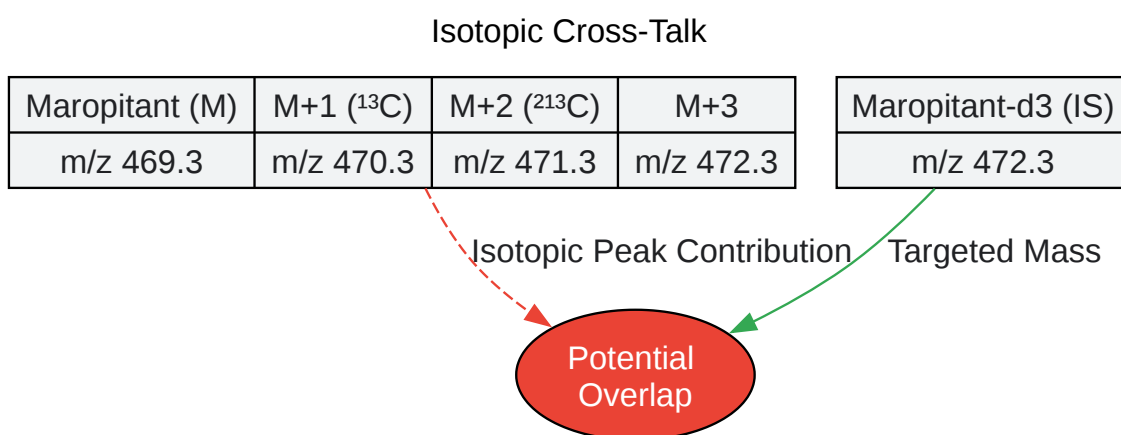 Isotopic Cross-Talk
Maropitant (M) M+1 (¹³C) M+2 (²¹³C) M+3 Maropitant-d3 (IS)
m/z 469.3 m/z 470.3 m/z 471.3 m/z 472.3 m/z 472.3
Isotopic Peak Contribution Targeted Mass
Potential
Overlap